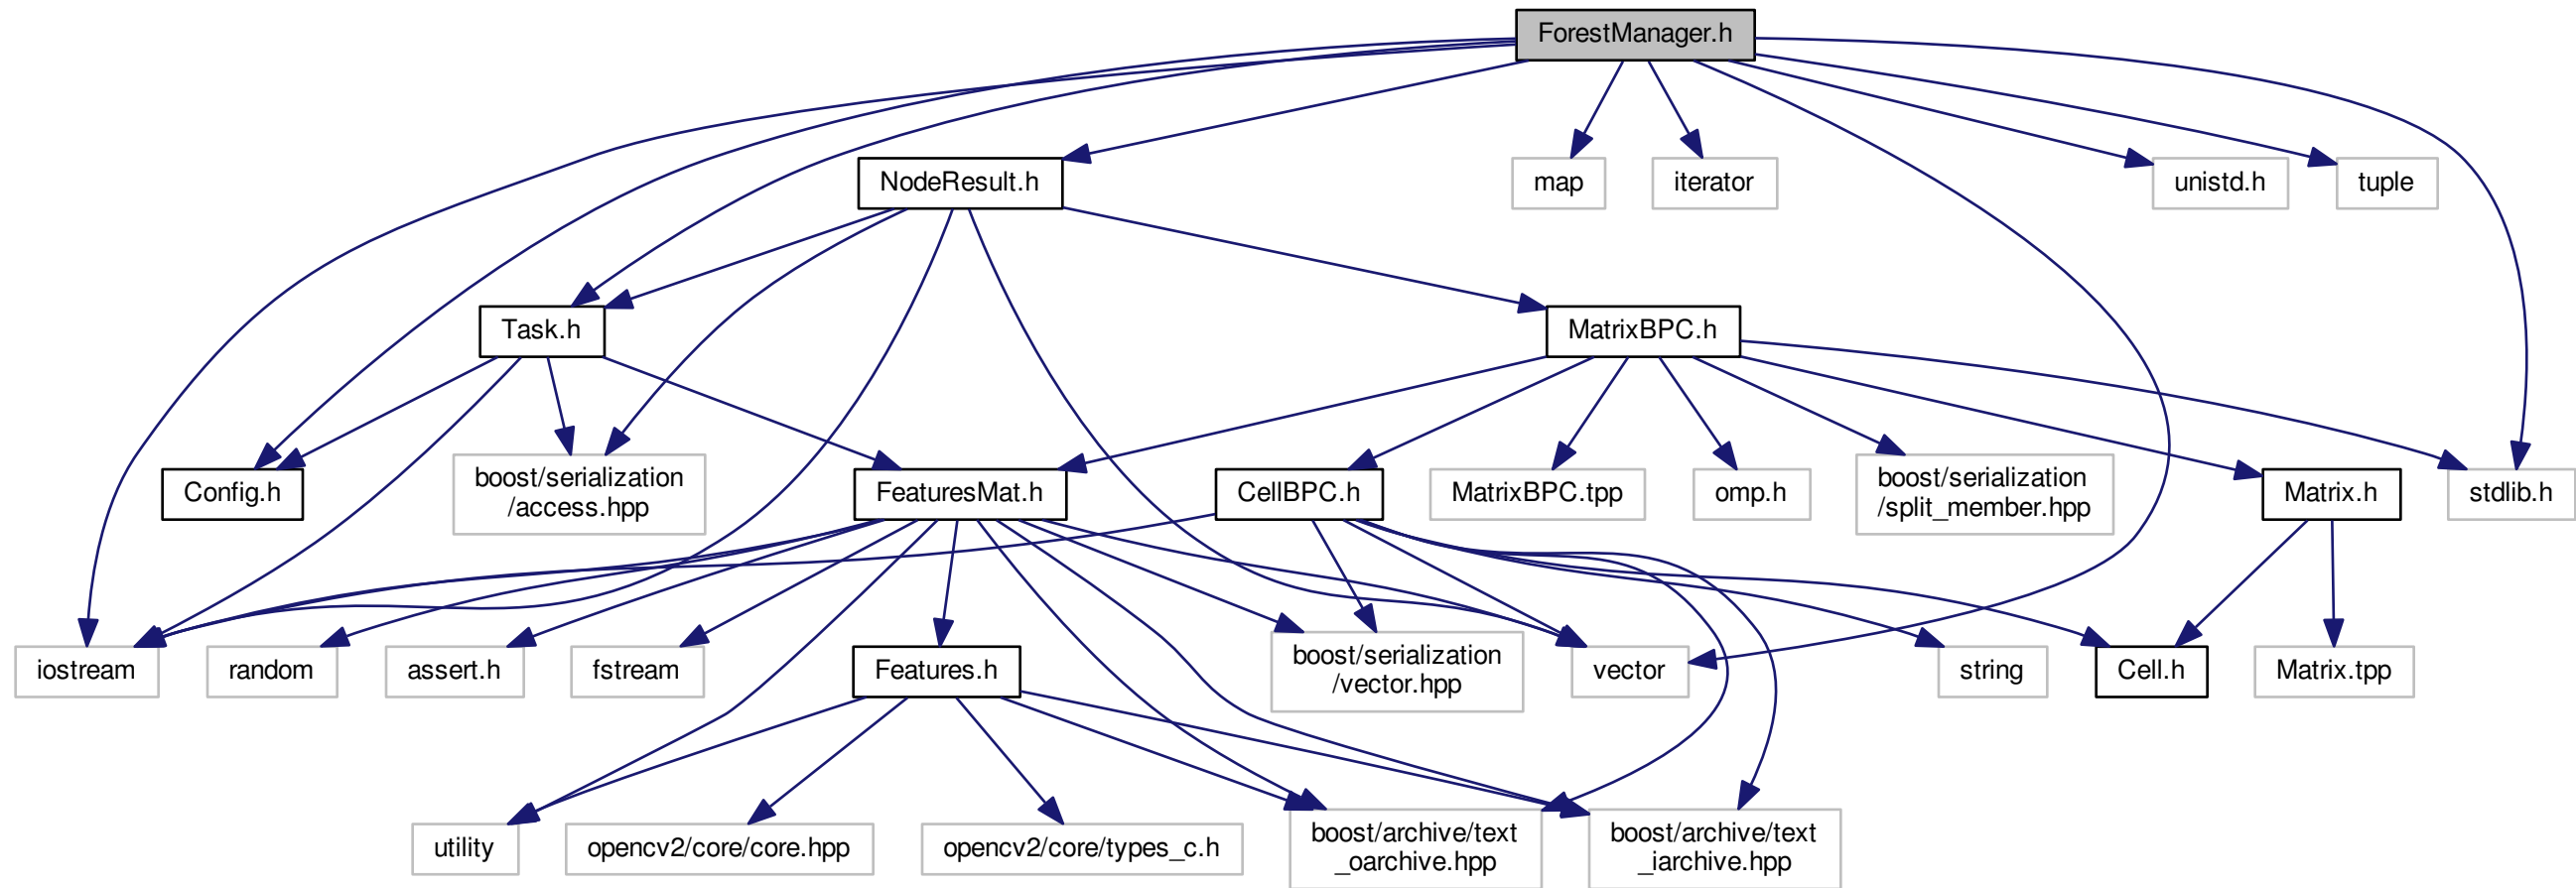 ForestManager.h
NodeResult.h
map
iterator
unistd.h
tuple
Task.h
MatrixBPC.h
Config.h
boost/serialization
/access.hpp
FeaturesMat.h
CellBPC.h
MatrixBPC.tpp
omp.h
boost/serialization
/split_member.hpp
Matrix.h
stdlib.h
iostream
random
assert.h
fstream
Features.h
boost/serialization
/vector.hpp
vector
string
Cell.h
Matrix.tpp
utility
opencv2/core/core.hpp
opencv2/core/types_c.h
boost/archive/text
_oarchive.hpp
boost/archive/text
_iarchive.hpp